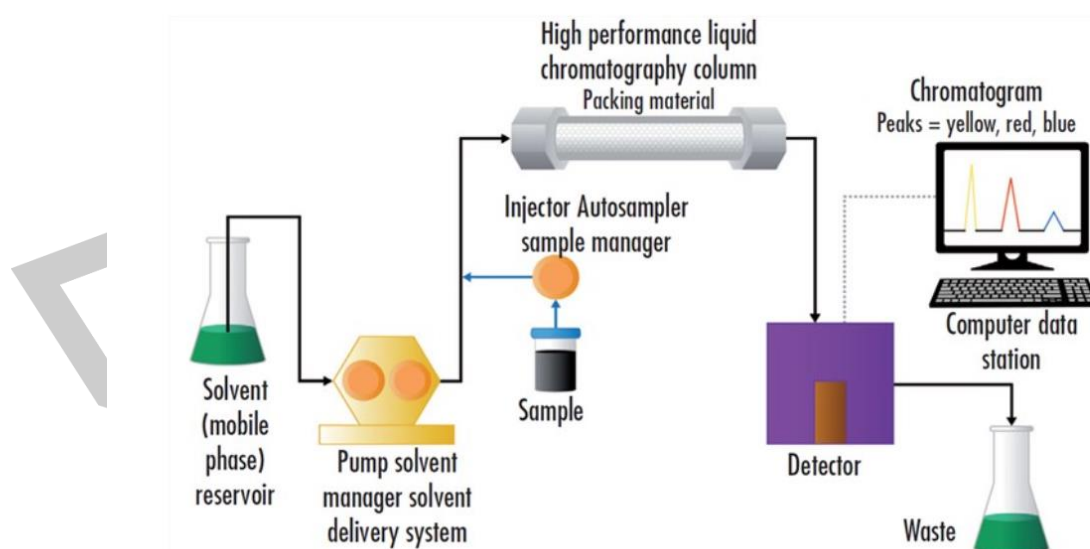 High performance liquid
chromatography column
Packing material
Chromatogram
Peaks = yellow, red, blue
Injector Autosampler
sample manager
Solvent
(mobile
phase)
reservoir
Pump solvent
manager solvent
delivery system
Sample
Computer data
station
Detector
Waste